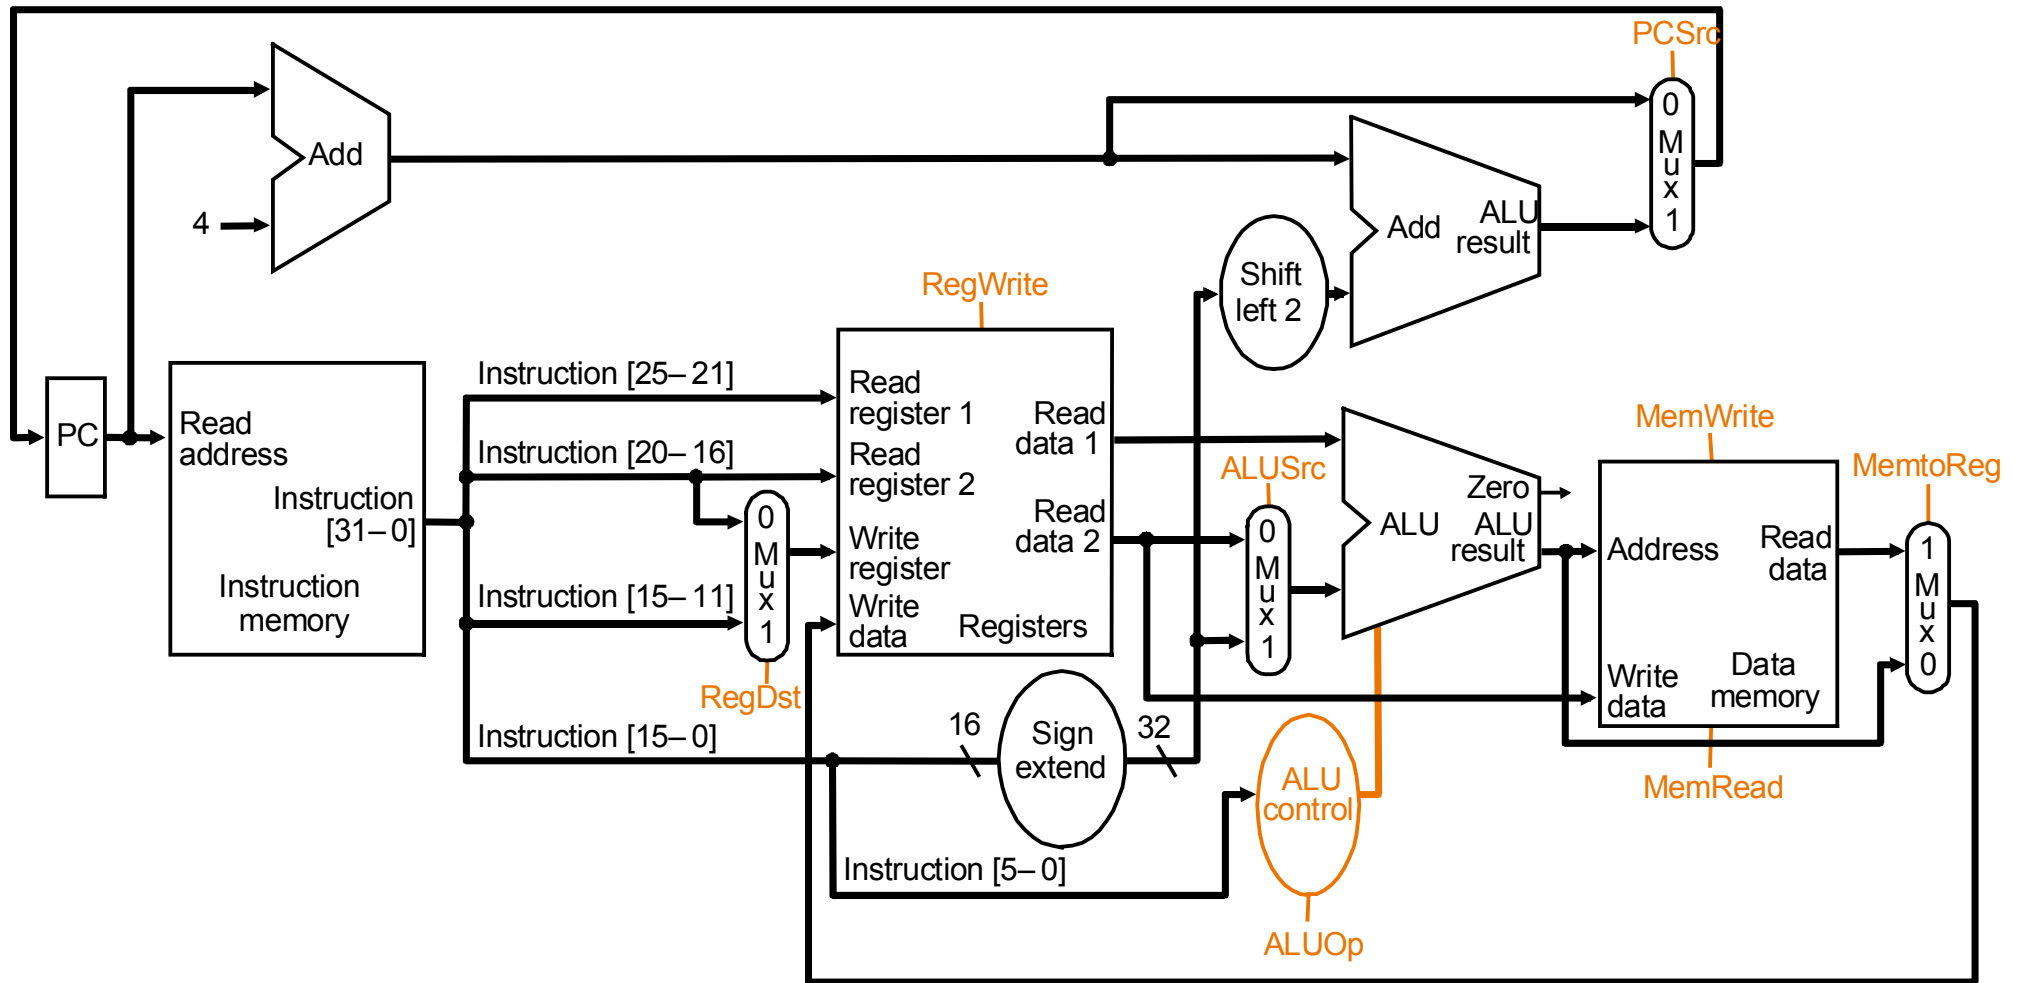 PCSrc
0
M
u
x
1
Add
4
Add
ALU
result
Shift
left 2
RegWrite
Instruction [25–21]
Read
register 1
Read
data 1
PC
Read
address
Instruction
[31–0]
Instruction
memory
Instruction [20–16]
Read
register 2
0
M
u
x
1
Write
register
Read
data 2
Instruction [15–11]
Write
data
Registers
RegDst
ALUSrc
0
M
u
x
1
Zero
ALU
ALU
result
MemWrite
Address
Read
data
Write
data
Data
memory
MemRead
MemtoReg
1
M
u
x
0
Instruction [15–0]
16
Sign
extend
32
ALU
control
Instruction [5–0]
ALUOp